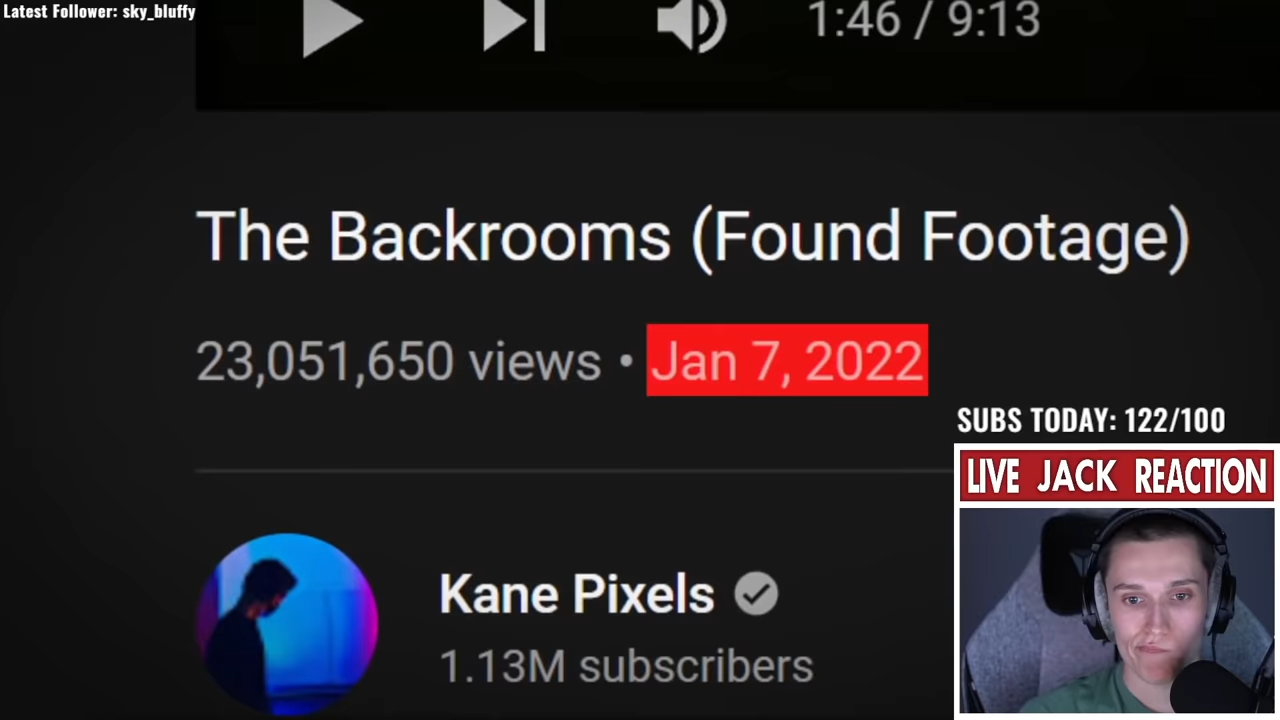 Latest Follower: sky_bluffy
1:46 / 9:13
The Backrooms (Found Footage)
23,051,650 views • Jan 7, 2022
SUBS TODAY: 122/100
LIVE JACK REACTION
Kane Pixels
1.13M subscribers